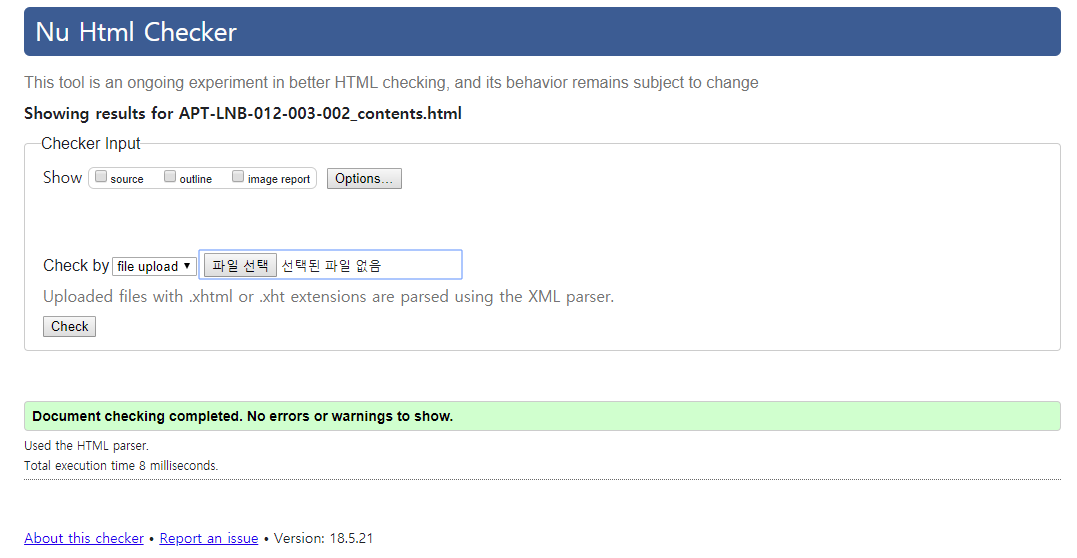 Nu Html Checker
This tool is an ongoing experiment in better HTML checking, and its behavior remains subject to change
Showing results for APT-LNB-012-003-002_contents.html
Checker Input
Show source outline image report Options...
Check by file upload ▼ 파일 선택 선택된 파일 없음
Uploaded files with .xhtml or .xht extensions are parsed using the XML parser.
Check
Document checking completed. No errors or warnings to show.
Used the HTML parser.
Total execution time 8 milliseconds.
About this checker • Report an issue • Version: 18.5.21